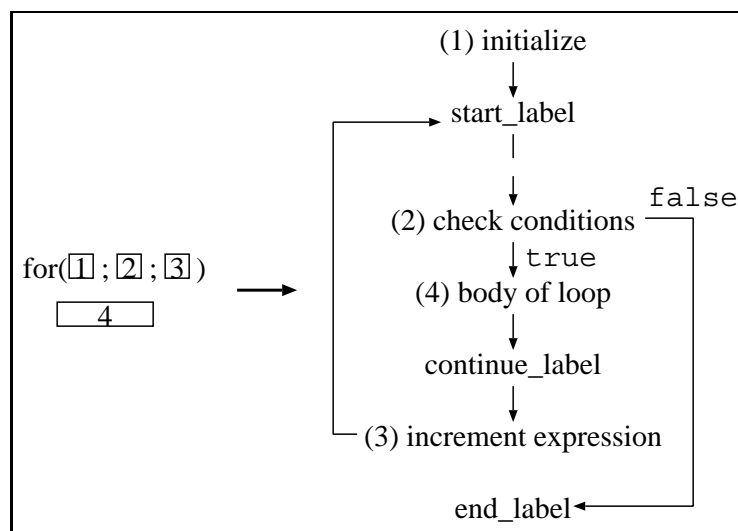 (1) initialize
start_label
false
(2) check conditions
true
for(1 ; 2 ; 3)
4
(4) body of loop
continue_label
(3) increment expression
end_label